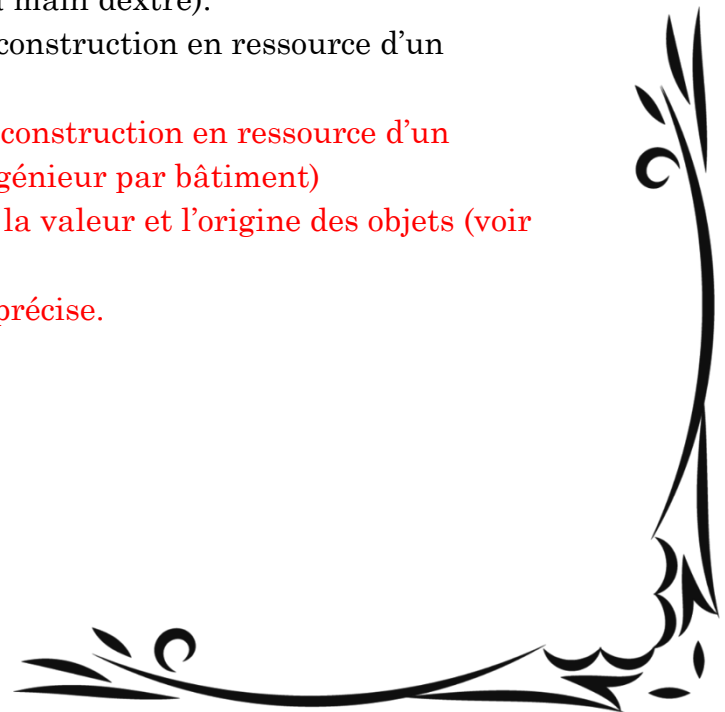 main dextre).
construction en ressource d’un
construction en ressource d’un
génieur par bâtiment)
la valeur et l’origine des objets (voir
précise.